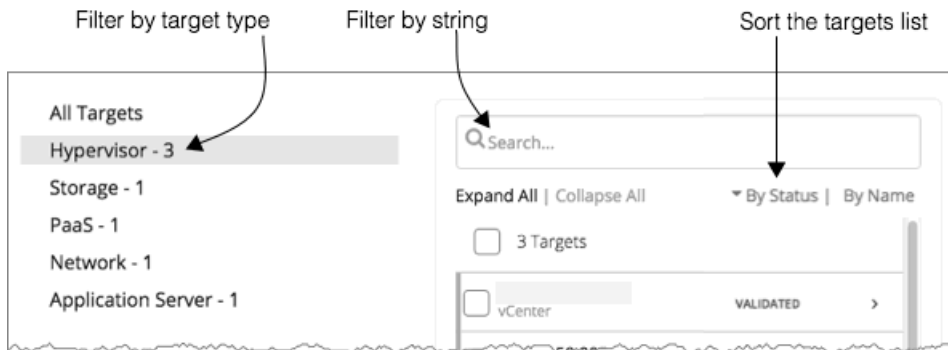 Filter by target type
Filter by string
Sort the targets list
All Targets
Hypervisor - 3
Storage - 1
PaaS - 1
Network - 1
Application Server - 1
Search...
Expand All | Collapse All
By Status | By Name
3 Targets
vCenter
VALIDATED